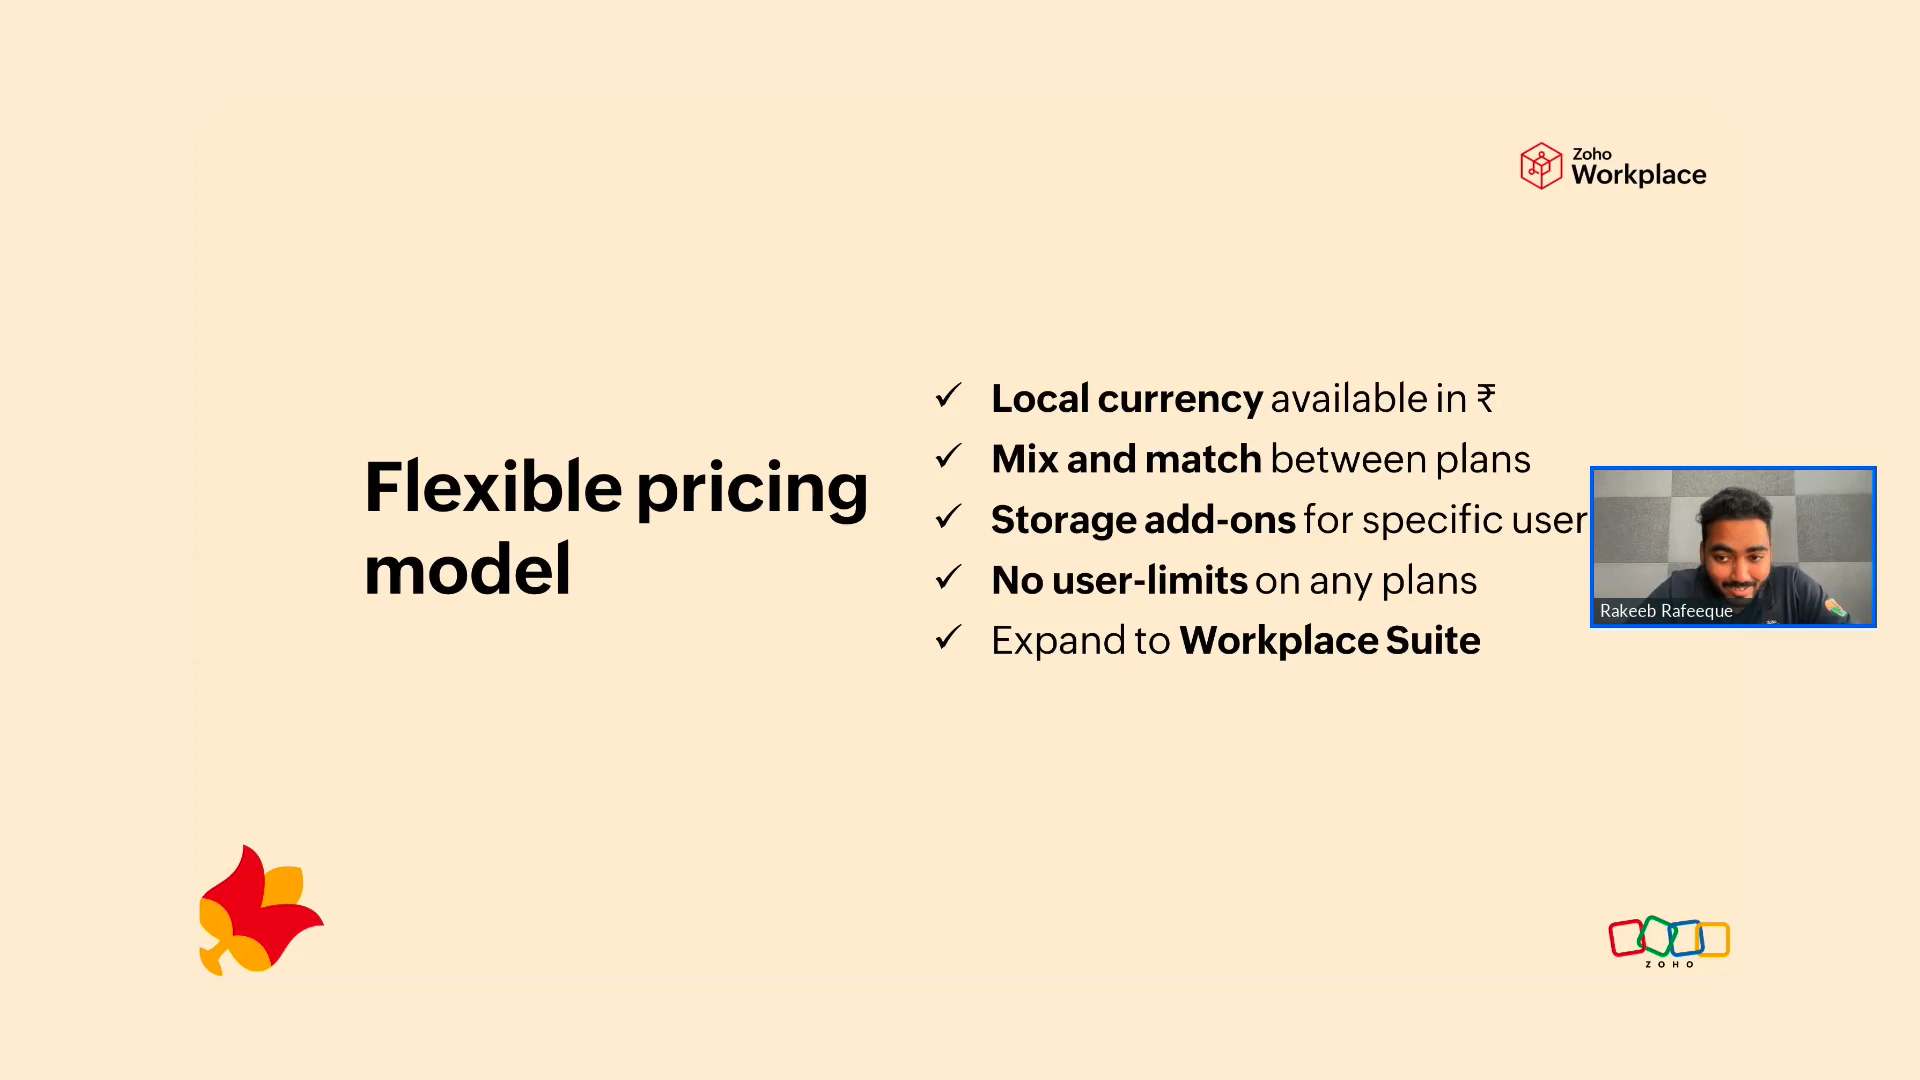 Zoho
Workplace
Flexible pricing
model
✓ Local currency available in ₹
✓ Mix and match between plans
✓ Storage add-ons for specific user
✓ No user-limits on any plans
✓ Expand to Workplace Suite
Rakeeb Rafeeque
ZOHO